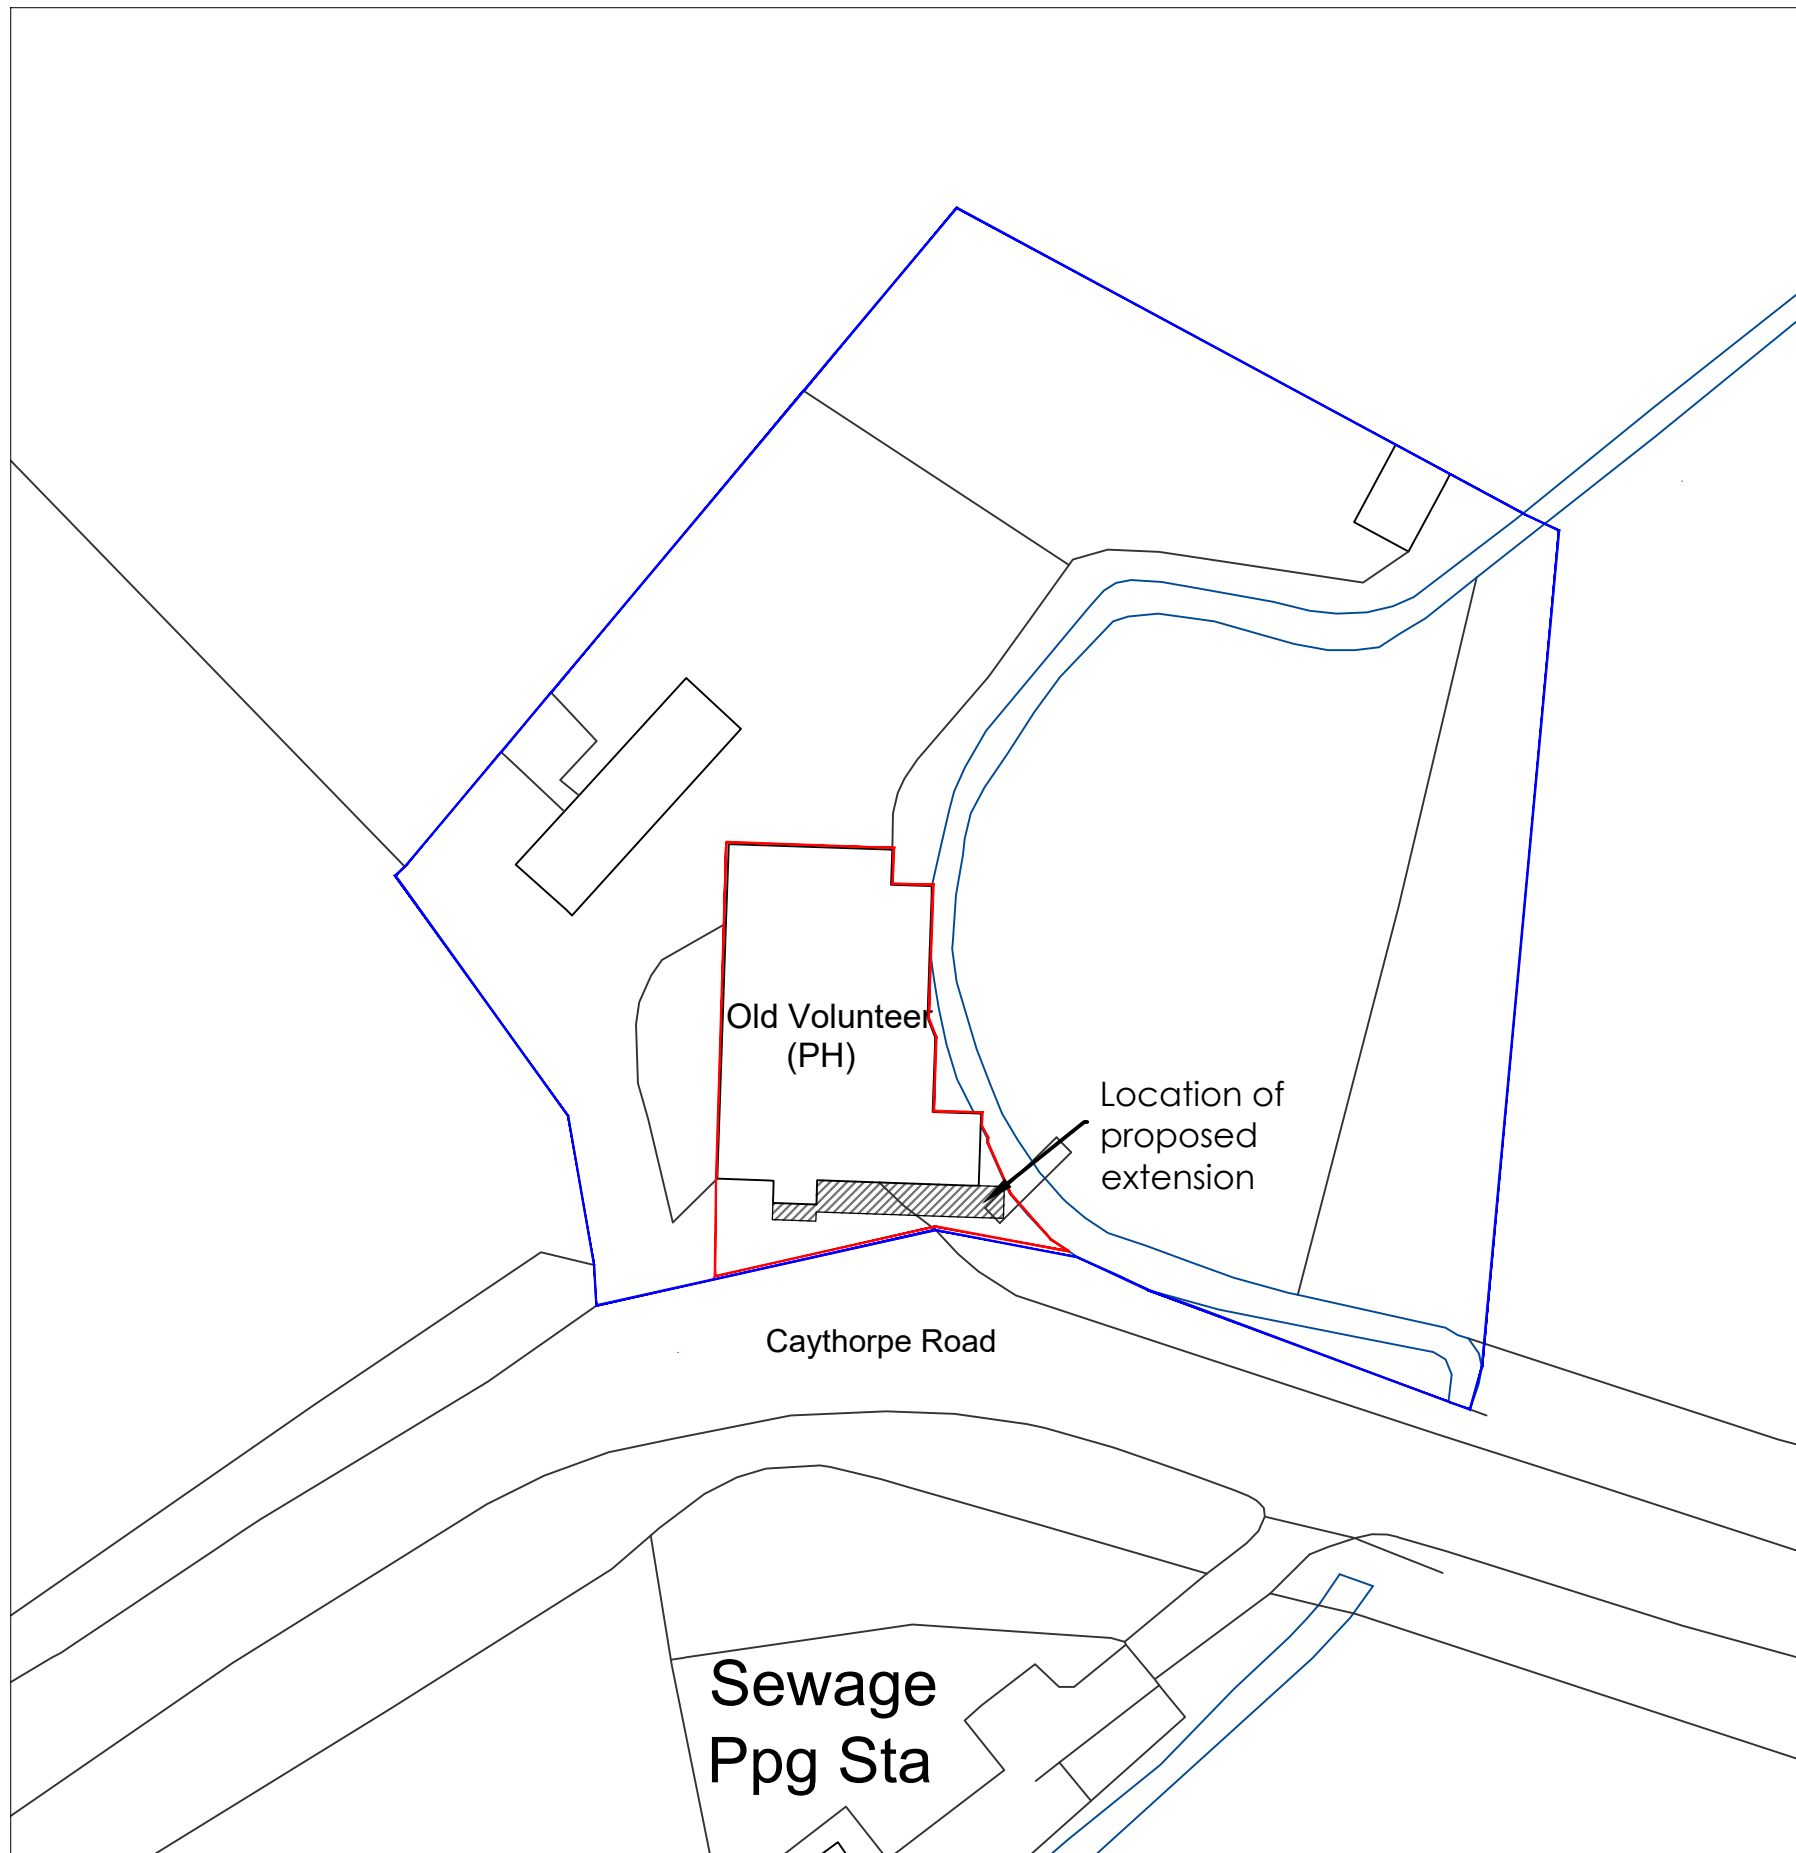 Old Volunteer
(PH)
Location of
proposed
extension
Caythorpe Road
Sewage
Ppg Sta